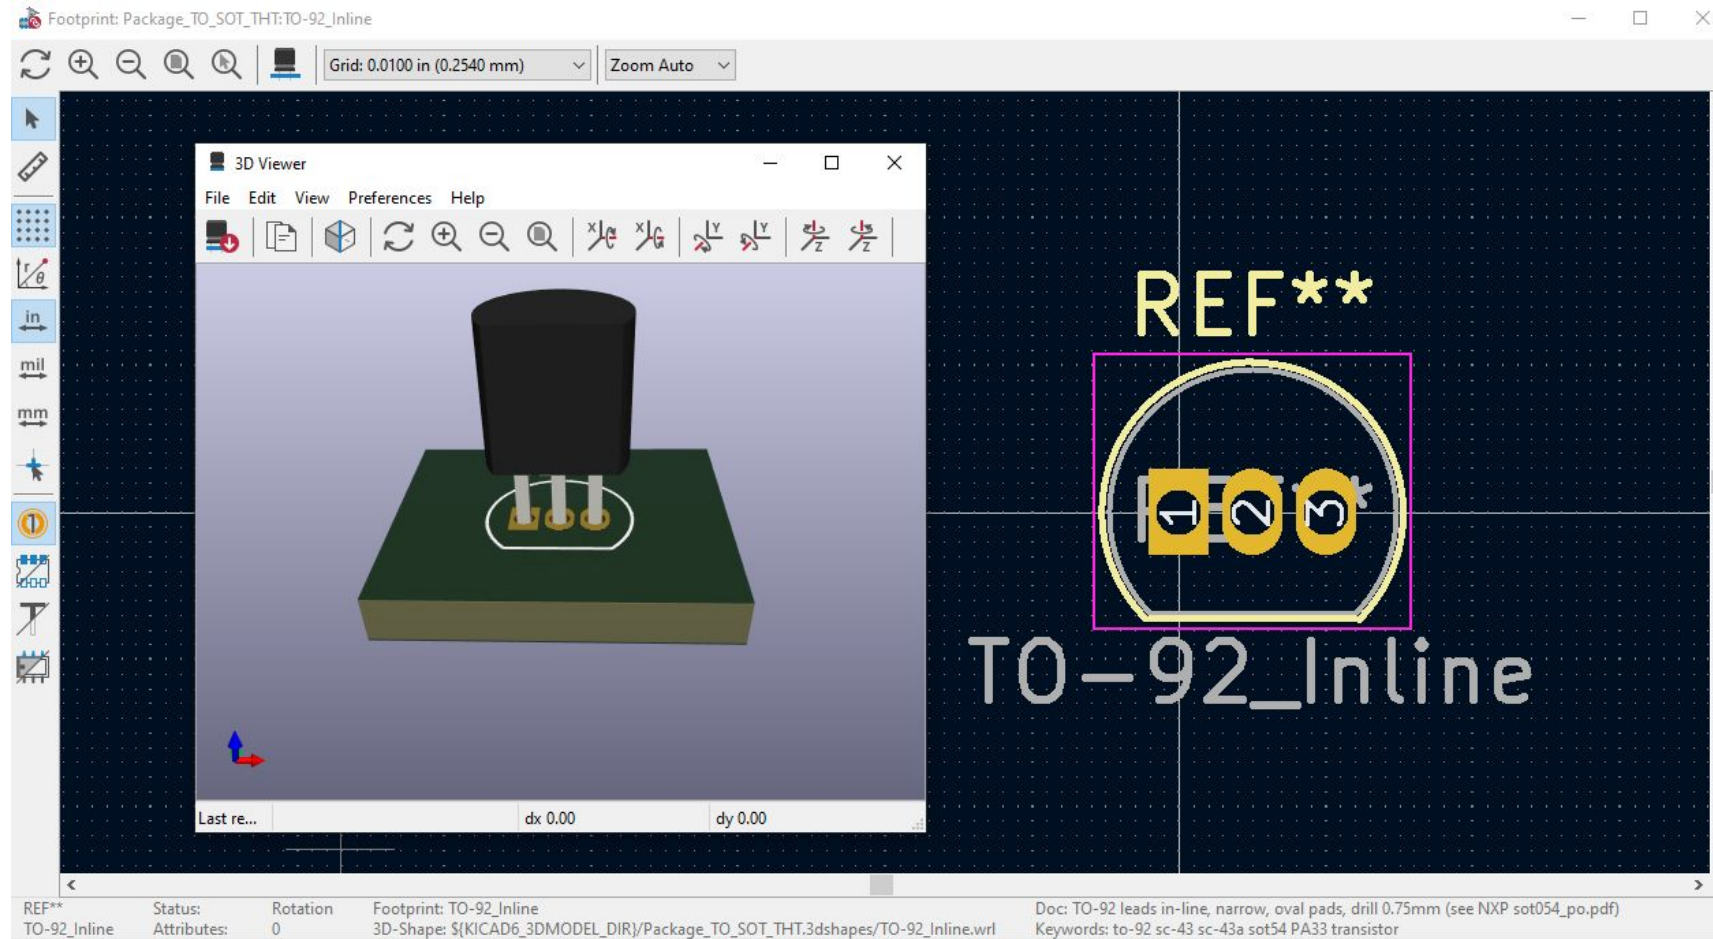 Footprint: Package_TO_SOT_THT:TO-92_Inline
Grid: 0.0100 in (0.2540 mm)
Zoom Auto
r/θ
in
mil
mm
1
T
3D Viewer
File Edit View Preferences Help
X X Y Y Z Z
REF**
REF**
1 2 3
TO-92_Inline
Last re... dx 0.00 dy 0.00
REF** Status: Rotation Footprint: TO-92_Inline Doc: TO-92 leads in-line, narrow, oval pads, drill 0.75mm (see NXP sot054_po.pdf)
TO-92_Inline Attributes: 0 3D-Shape: ${KICAD6_3DMODEL_DIR}/Package_TO_SOT_THT.3dshapes/TO-92_Inline.wrl Keywords: to-92 sc-43 sc-43a sot54 PA33 transistor